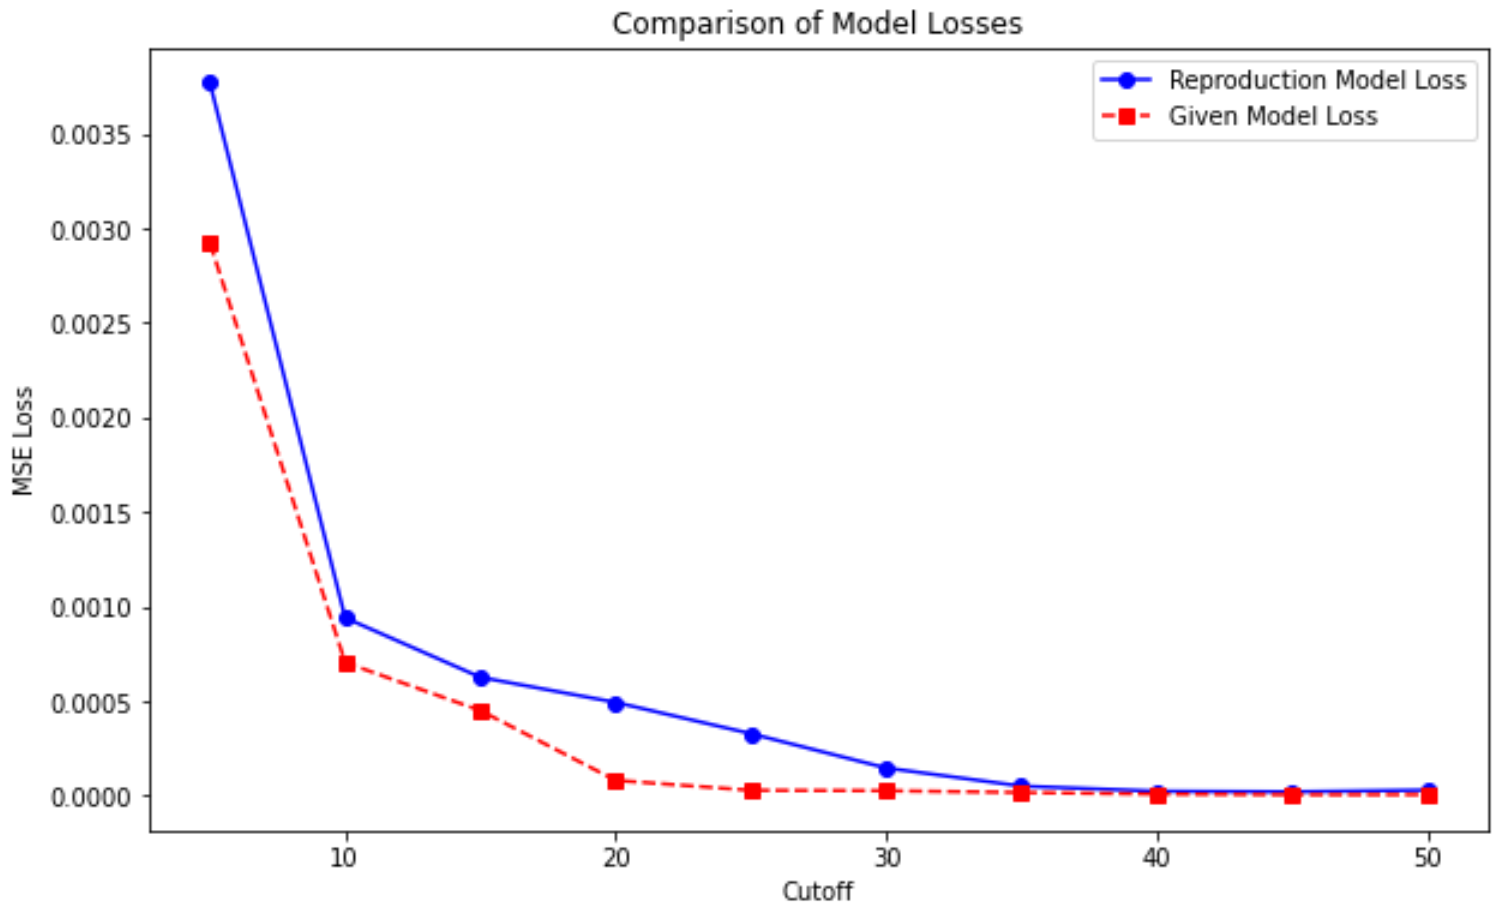 Comparison of Model Losses
Reproduction Model Loss
Given Model Loss
MSE Loss
0.0035
0.0030
0.0025
0.0020
0.0015
0.0010
0.0005
0.0000
10
20
30
40
50
Cutoff